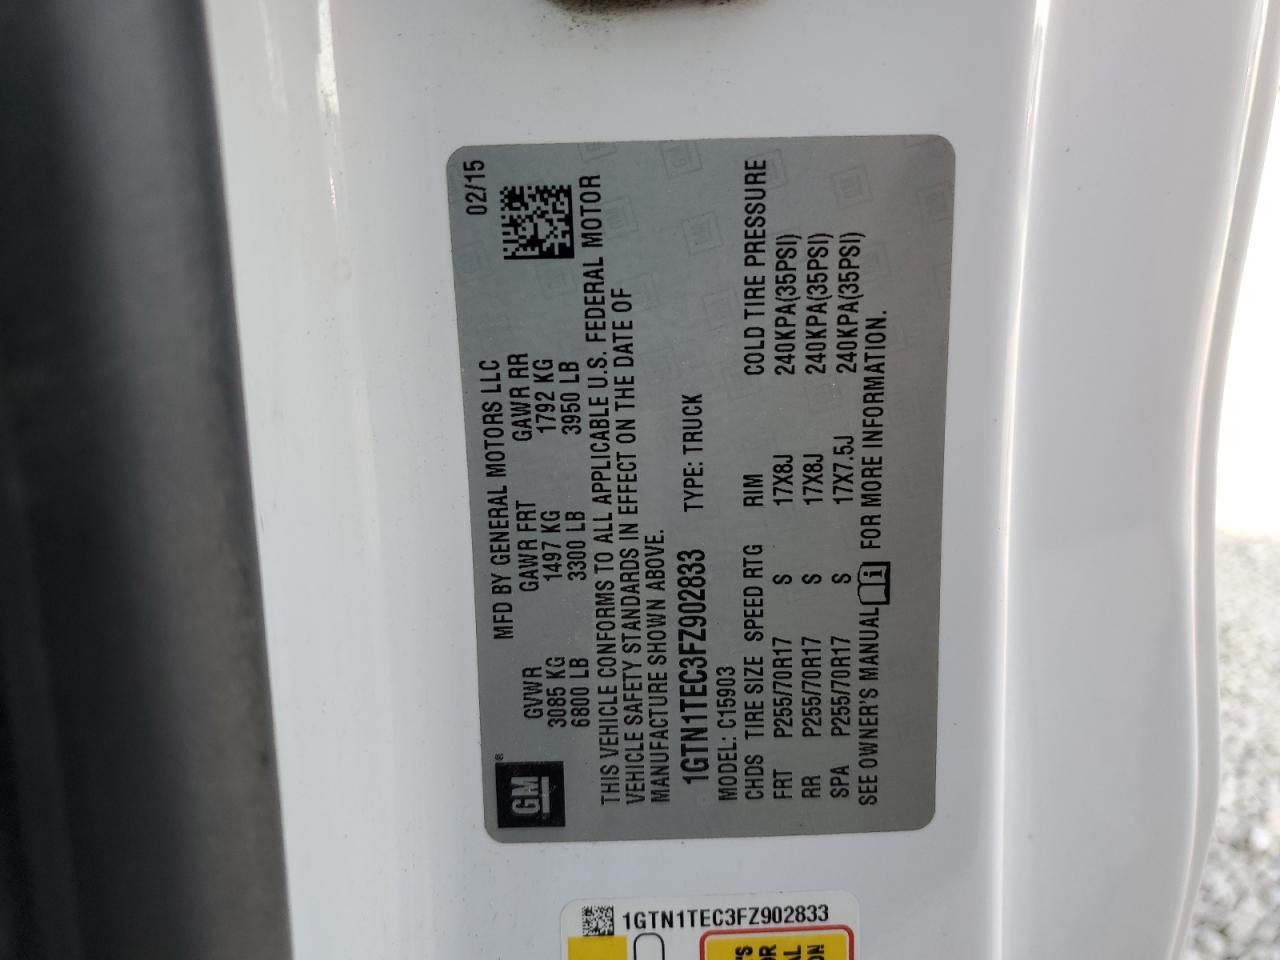 MFD BY GENERAL MOTORS LLC 02/15
GM®
GVWR GAWR FRT GAWR RR
3085 KG 1497 KG 1792 KG
6800 LB 3300 LB 3950 LB
THIS VEHICLE CONFORMS TO ALL APPLICABLE U.S. FEDERAL MOTOR
VEHICLE SAFETY STANDARDS IN EFFECT ON THE DATE OF
MANUFACTURE SHOWN ABOVE.
1GTN1TEC3FZ902833 TYPE: TRUCK
MODEL: C15903
CHDS TIRE SIZE SPEED RTG RIM COLD TIRE PRESSURE
FRT P255/70R17 S 17X8J 240KPA(35PSI)
RR P255/70R17 S 17X8J 240KPA(35PSI)
SPA P255/70R17 S 17X7.5J 240KPA(35PSI)
SEE OWNER'S MANUAL i FOR MORE INFORMATION.
1GTN1TEC3FZ902833